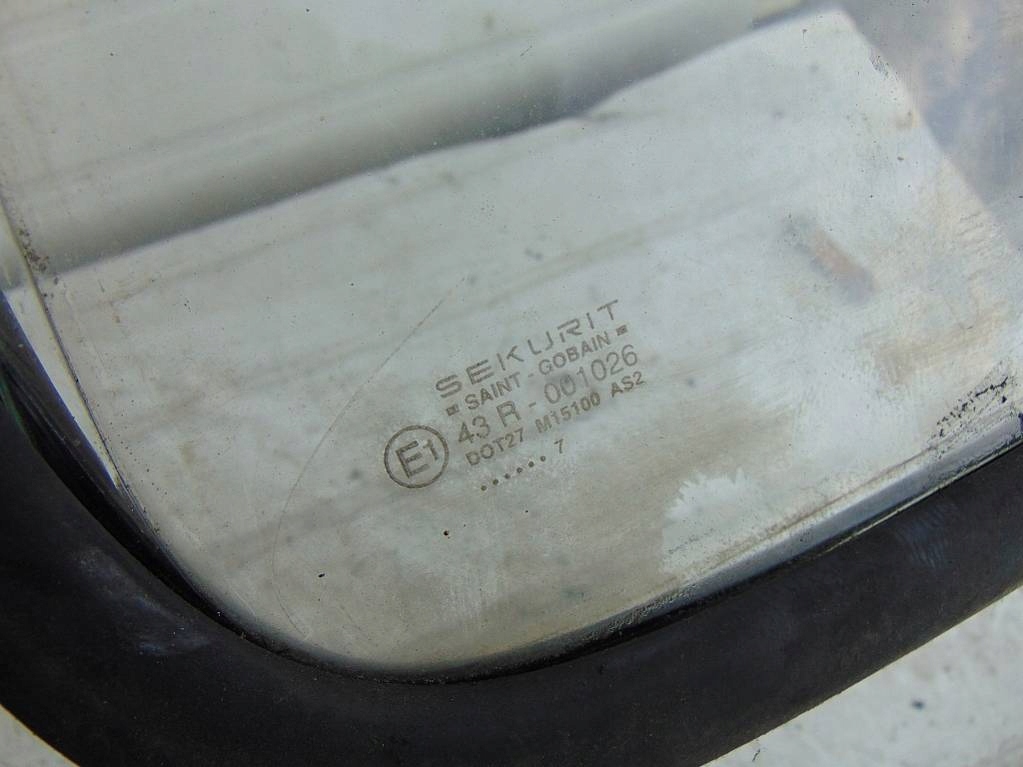 SEKURIT
SAINT-GOBAIN
E1 43 R - 001026
DOT27 M15100 AS2
...... 7